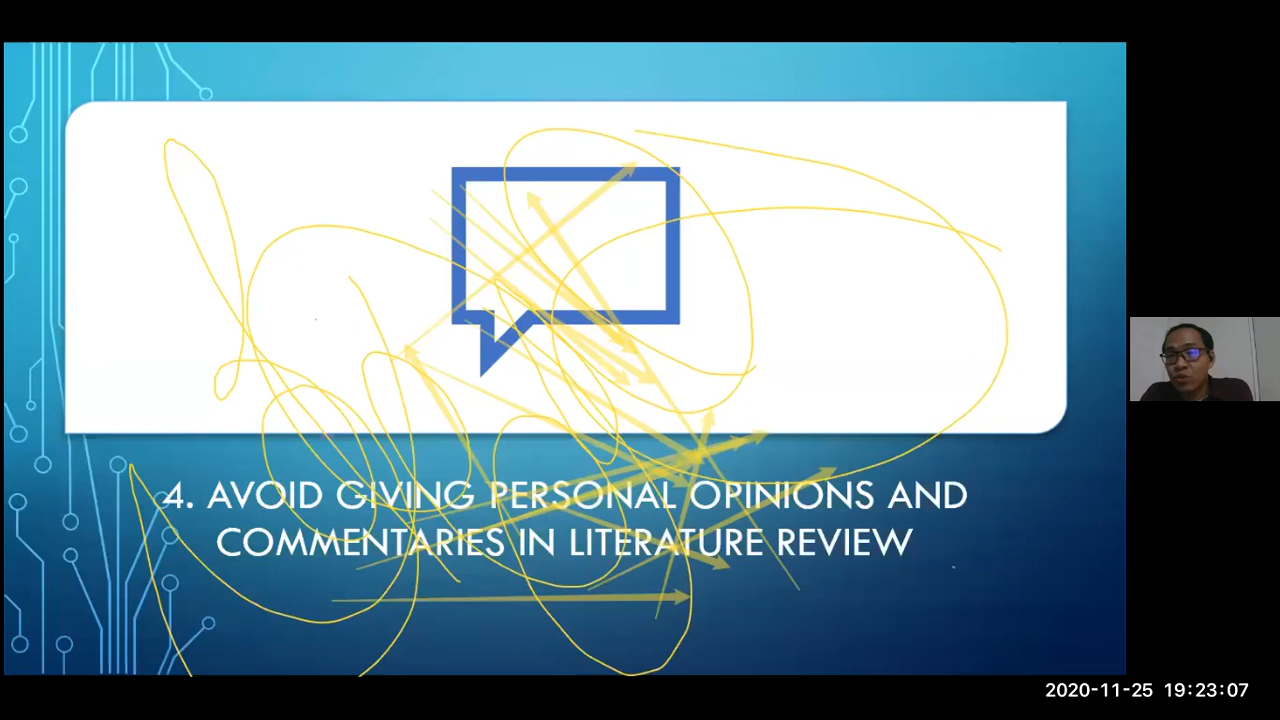 4. AVOID GIVING PERSONAL OPINIONS AND
COMMENTARIES IN LITERATURE REVIEW
2020-11-25 19:23:07